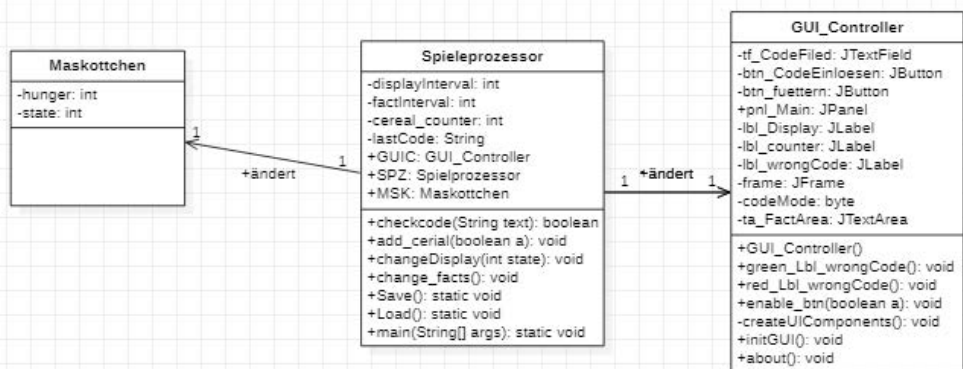 Maskottchen
-hunger: int
-state: int
1
+ändert
1
Spieleprozessor
-displayInterval: int
-factInterval: int
-cereal_counter: int
-lastCode: String
+GUIC: GUI_Controller
+SPZ: Spielprozessor
+MSK: Maskottchen
+checkcode(String text): boolean
+add_cerial(boolean a): void
+changeDisplay(int state): void
+change_facts(): void
+Save(): static void
+Load(): static void
+main(String[] args): static void
1
+ändert
1
GUI_Controller
-tf_CodeFiled: JTextField
-btn_CodeEinloesen: JButton
-btn_fuettern: JButton
+pnl_Main: JPanel
-lbl_Display: JLabel
-lbl_counter: JLabel
-lbl_wrongCode: JLabel
-frame: JFrame
-codeMode: byte
-ta_FactArea: JTextArea
+GUI_Controller()
+green_Lbl_wrongCode(): void
+red_Lbl_wrongCode(): void
+enable_btn(boolean a): void
-createUIComponents(): void
+initGUI(): void
+about(): void